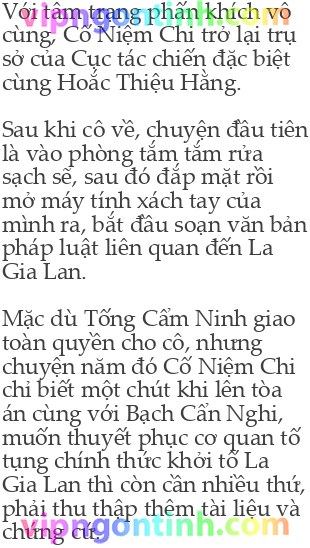 Với tâm trạng phấn khích vô
cùng, Cố Niệm Chi trở lại trụ
sở của Cục tác chiến đặc biệt
cùng Hoắc Thiệu Hằng.
Sau khi cô về, chuyện đầu tiên
là vào phòng tắm tắm rửa
sạch sẽ, sau đó đắp mặt rồi
mở máy tính xách tay của
mình ra, bắt đầu soạn văn bản
pháp luật liên quan đến La
Gia Lan.
Mặc dù Tống Cẩm Ninh giao
toàn quyền cho cô, nhưng
chuyện năm đó Cố Niệm Chi
chỉ biết một chút khi lên tòa
án cùng với Bạch Cẩn Nghi,
muốn thuyết phục cơ quan tố
tụng chính thức khởi tố La
Gia Lan thì còn cần nhiều thứ,
phải thu thập thêm tài liệu và
chứng cứ.
vipngontinh.com
vipngontinh.com